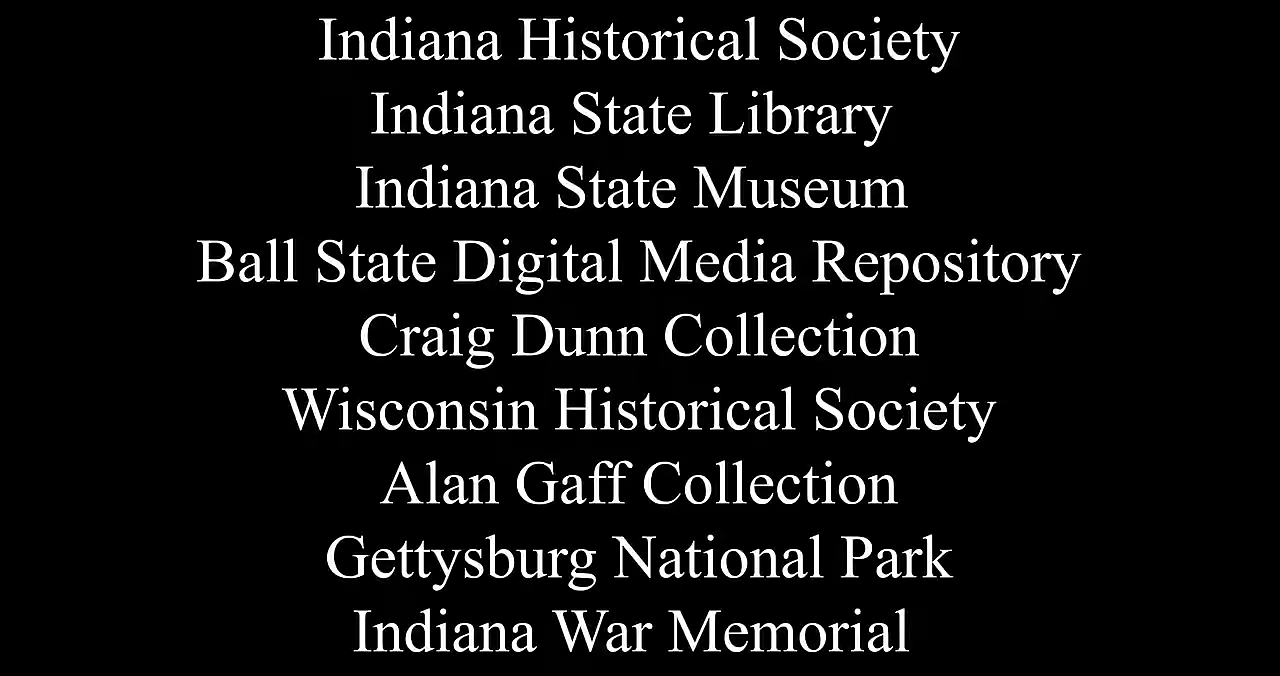 Indiana Historical Society
Indiana State Library
Indiana State Museum
Ball State Digital Media Repository
Craig Dunn Collection
Wisconsin Historical Society
Alan Gaff Collection
Gettysburg National Park
Indiana War Memorial